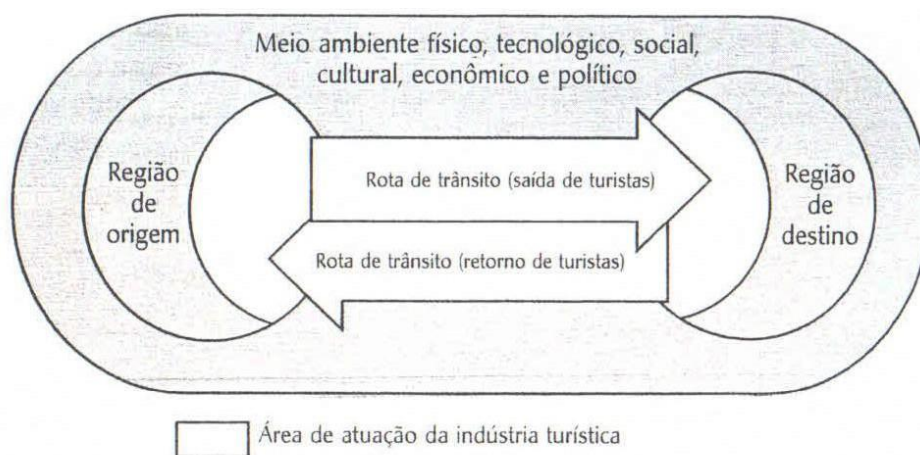 Meio ambiente físico, tecnológico, social,
cultural, econômico e político
Região
de
origem
Rota de trânsito (saída de turistas)
Rota de trânsito (retorno de turistas)
Região
de
destino
Área de atuação da indústria turística